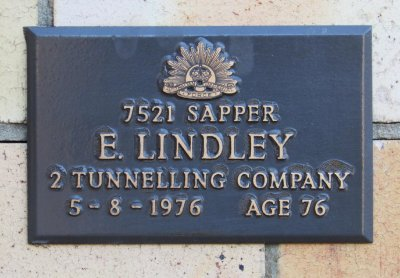 7521 SAPPER
E. LINDLEY
2 TUNNELLING COMPANY
5-8-1976 AGE 76